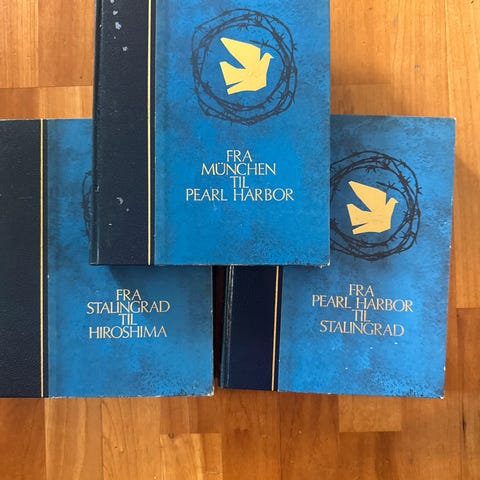 FRA
MÜNCHEN
TIL
PEARL HARBOR
FRA
STALINGRAD
TIL
HIROSHIMA
FRA
PEARL HARBOR
TIL
STALINGRAD